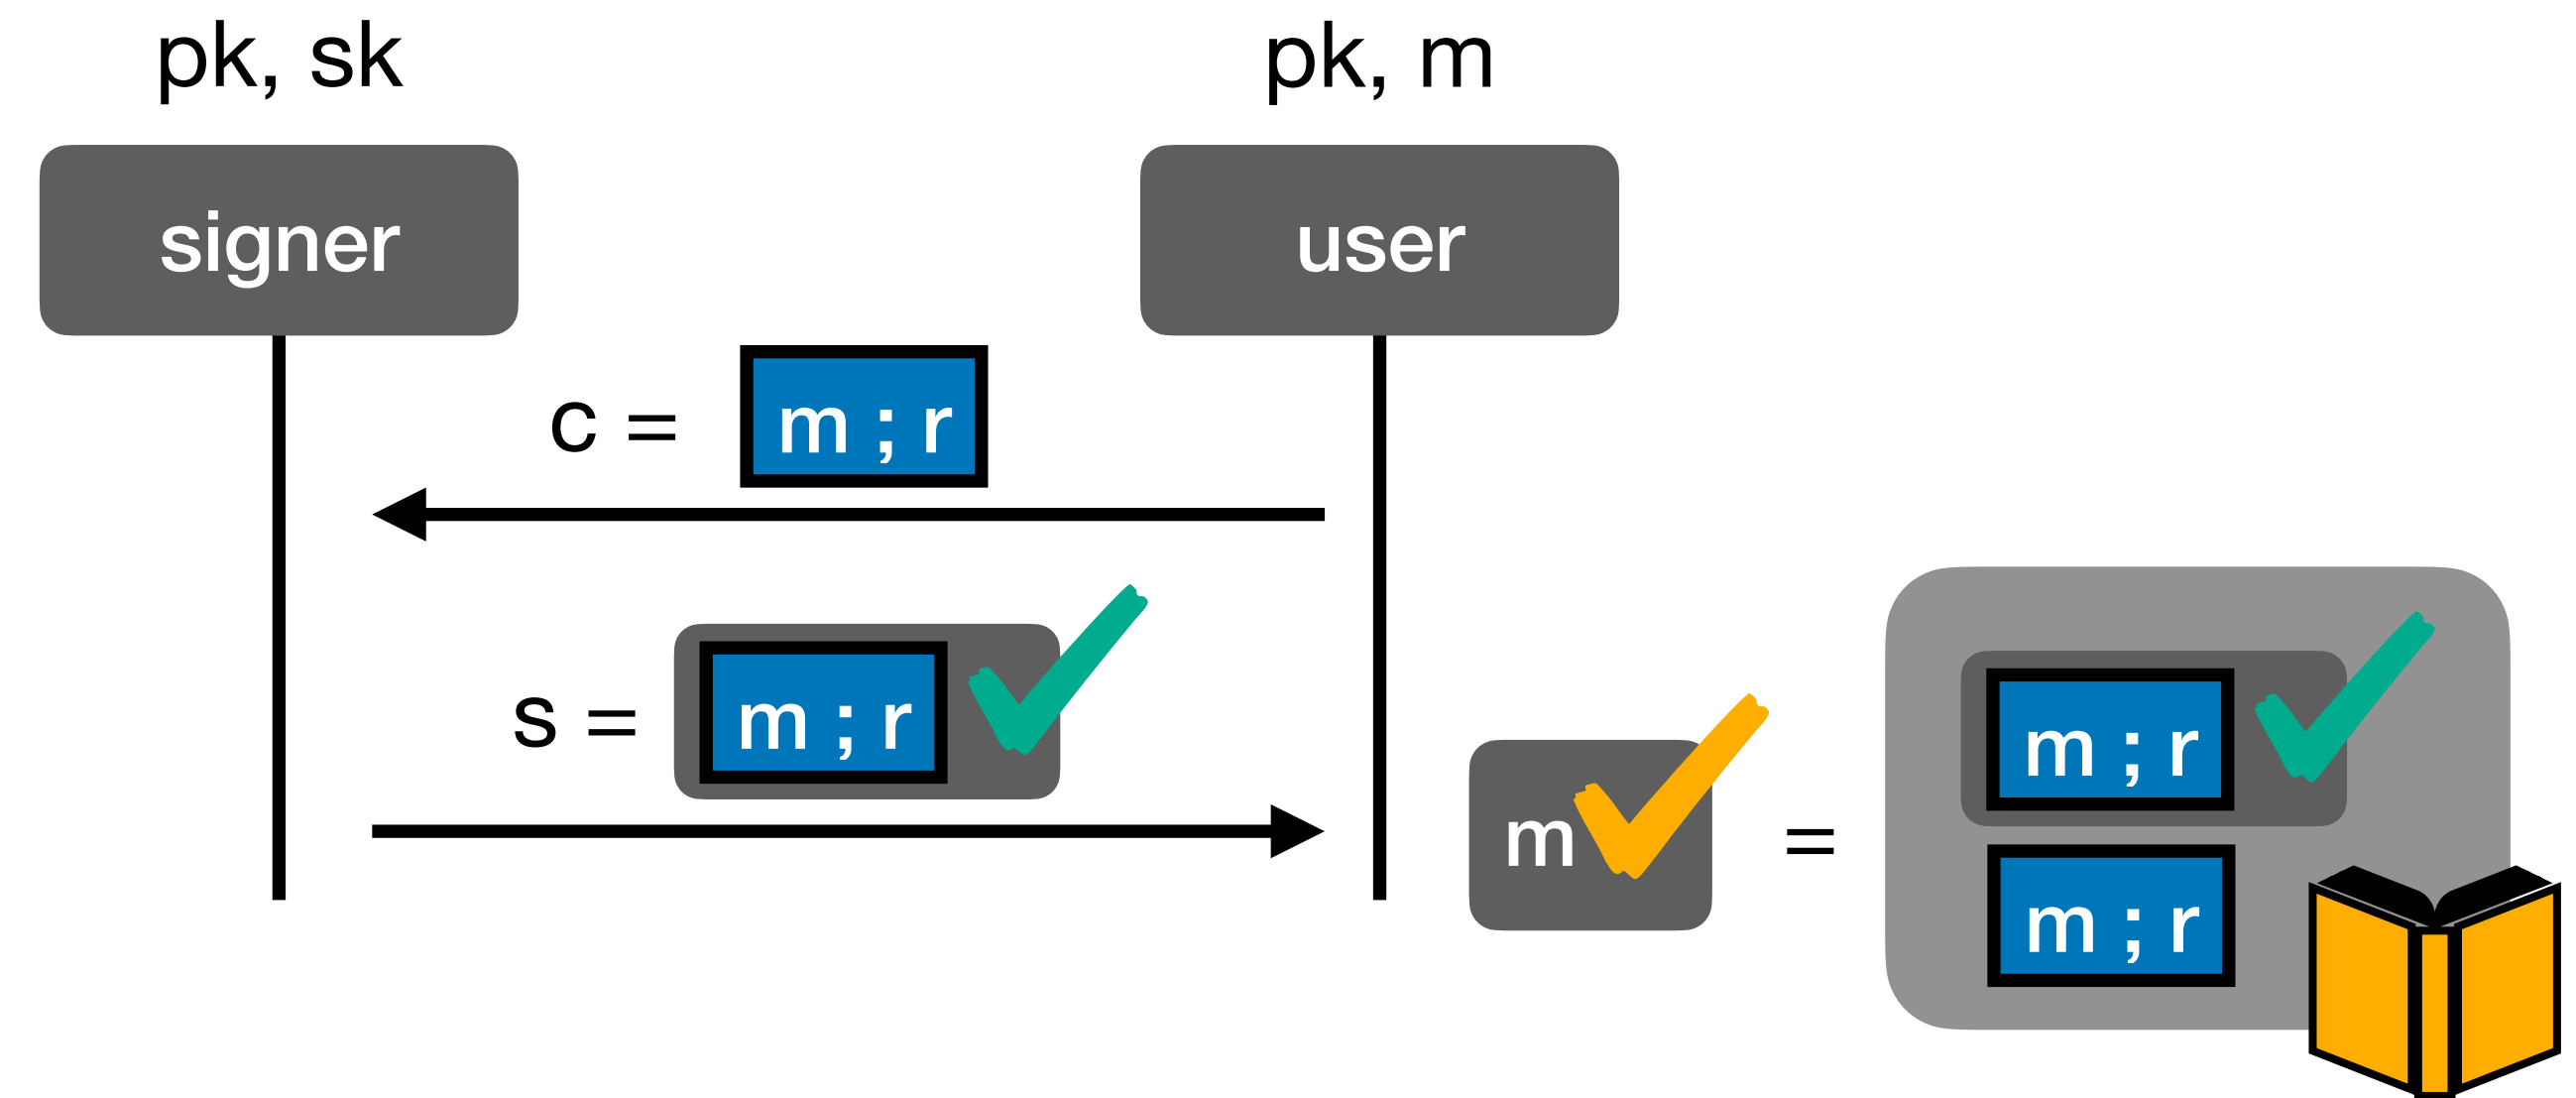 pk, sk
pk, m
signer
user
c = m ; r
s = m ; r
m ; r
m =
m ; r